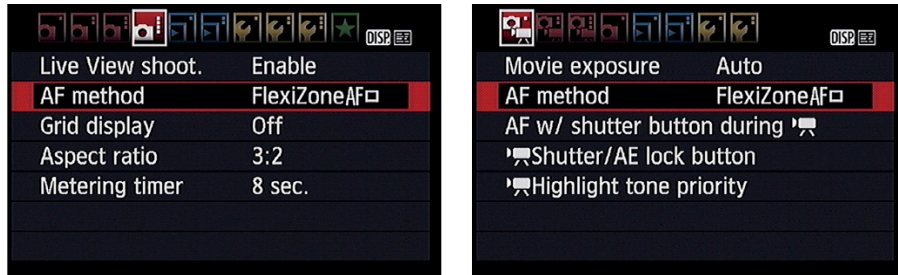 DISP.
Live View shoot. Enable
AF method FlexiZoneAF
Grid display Off
Aspect ratio 3:2
Metering timer 8 sec.
DISP.
Movie exposure Auto
AF method FlexiZoneAF
AF w/ shutter button during
Shutter/AE lock button
Highlight tone priority